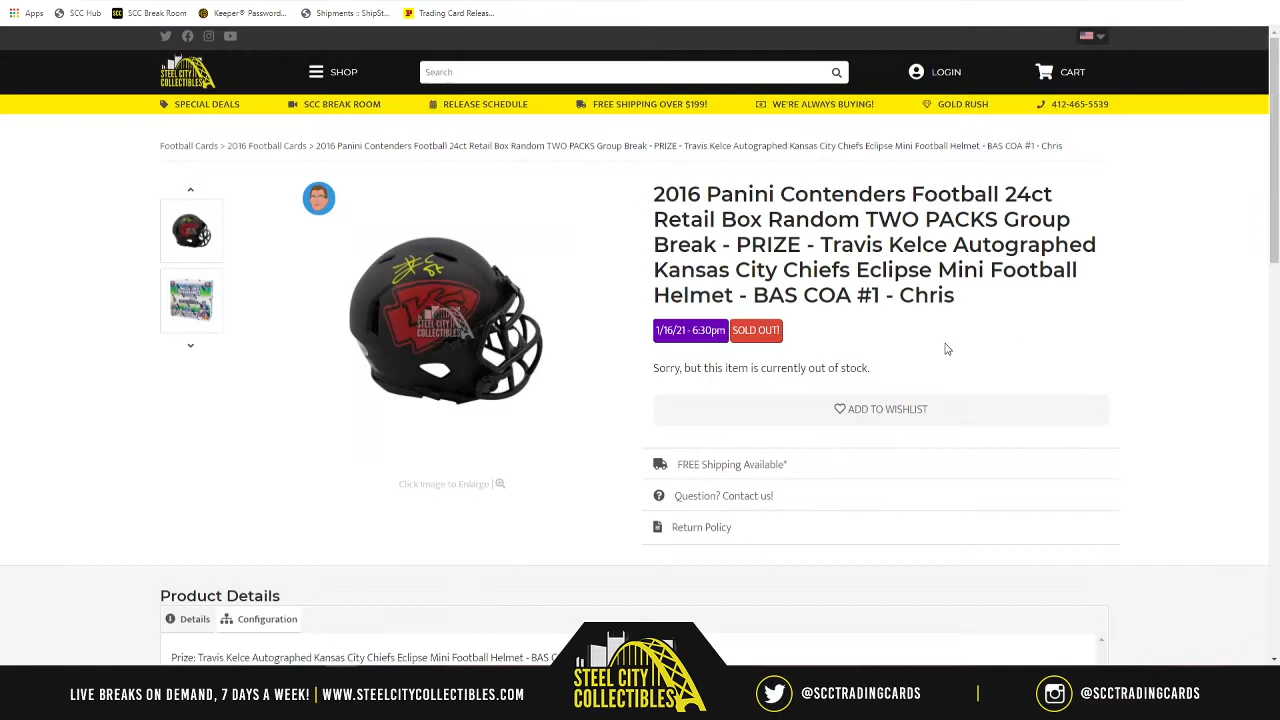 Apps SCC Hub SCC Break Room Keeper® Password... Shipments :: ShipSt... Trading Card Releas...
STEEL CITY COLLECTIBLES
SHOP Search LOGIN CART
SPECIAL DEALS SCC BREAK ROOM RELEASE SCHEDULE FREE SHIPPING OVER $199! WE'RE ALWAYS BUYING! GOLD RUSH 412-465-5539
Football Cards > 2016 Football Cards > 2016 Panini Contenders Football 24ct Retail Box Random TWO PACKS Group Break - PRIZE - Travis Kelce Autographed Kansas City Chiefs Eclipse Mini Football Helmet - BAS COA #1 - Chris
2016 Panini Contenders Football 24ct
Retail Box Random TWO PACKS Group
Break - PRIZE - Travis Kelce Autographed
Kansas City Chiefs Eclipse Mini Football
Helmet - BAS COA #1 - Chris
KC
STEEL CITY
COLLECTIBLES
1/16/21 - 6:30pm SOLD OUT!
Sorry, but this item is currently out of stock.
ADD TO WISHLIST
FREE Shipping Available*
Click Image to Enlarge |
Question? Contact us!
Return Policy
Product Details
Details Configuration
Prize: Travis Kelce Autographed Kansas City Chiefs Eclipse Mini Football Helmet - BAS C
LIVE BREAKS ON DEMAND, 7 DAYS A WEEK! | WWW.STEELCITYCOLLECTIBLES.COM
STEEL CITY
COLLECTIBLES
@SCCTRADINGCARDS | @SCCTRADINGCARDS